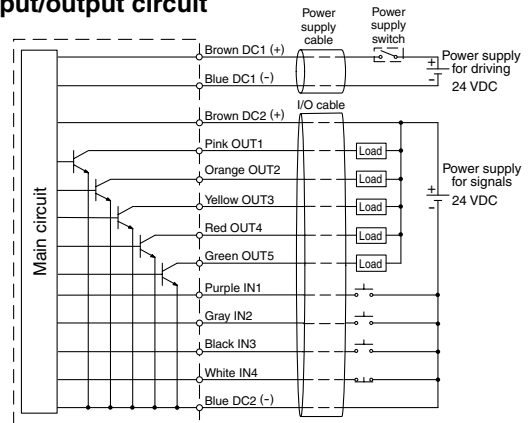 put/output circuit
Power supply cable
Power supply switch
Brown DC1 (+)
Power supply for driving 24 VDC
+
-
Blue DC1 (-)
I/O cable
Brown DC2 (+)
Pink OUT1
Load
Orange OUT2
Load
Power supply for signals 24 VDC
+
-
Yellow OUT3
Load
Red OUT4
Load
Green OUT5
Load
Main circuit
Purple IN1
Gray IN2
Black IN3
White IN4
Blue DC2 (-)